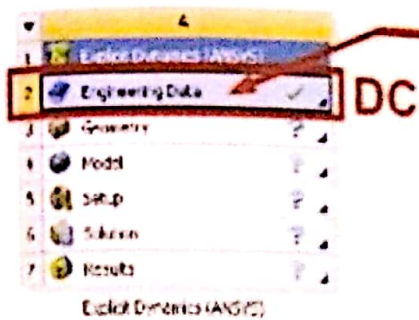 A
1 Explicit Dynamics (ANSYS)
2 Engineering Data DC
3 Geometry
4 Model
5 Setup
6 Solution
7 Results
Explicit Dynamics (ANSYS)